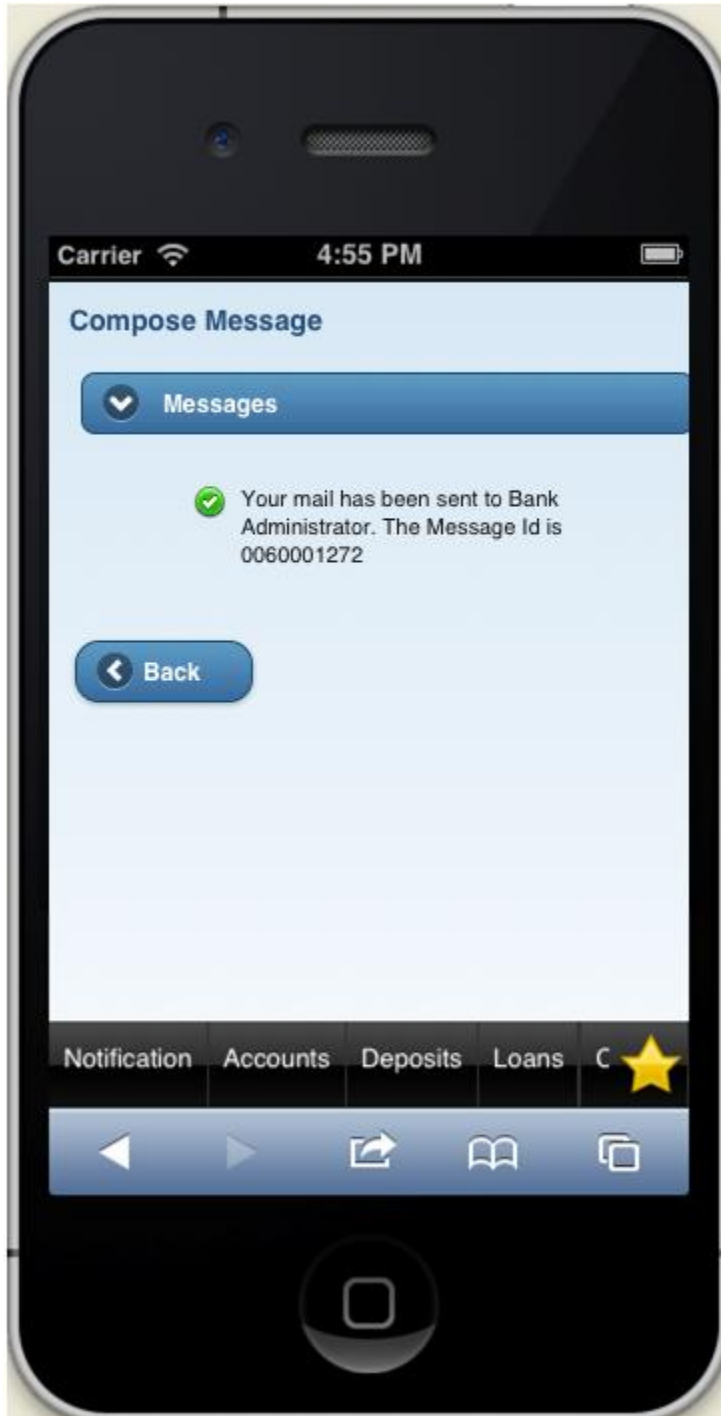 Carrier 4:55 PM
Compose Message
Messages
Your mail has been sent to Bank
Administrator. The Message Id is
0060001272
Back
Notification Accounts Deposits Loans C